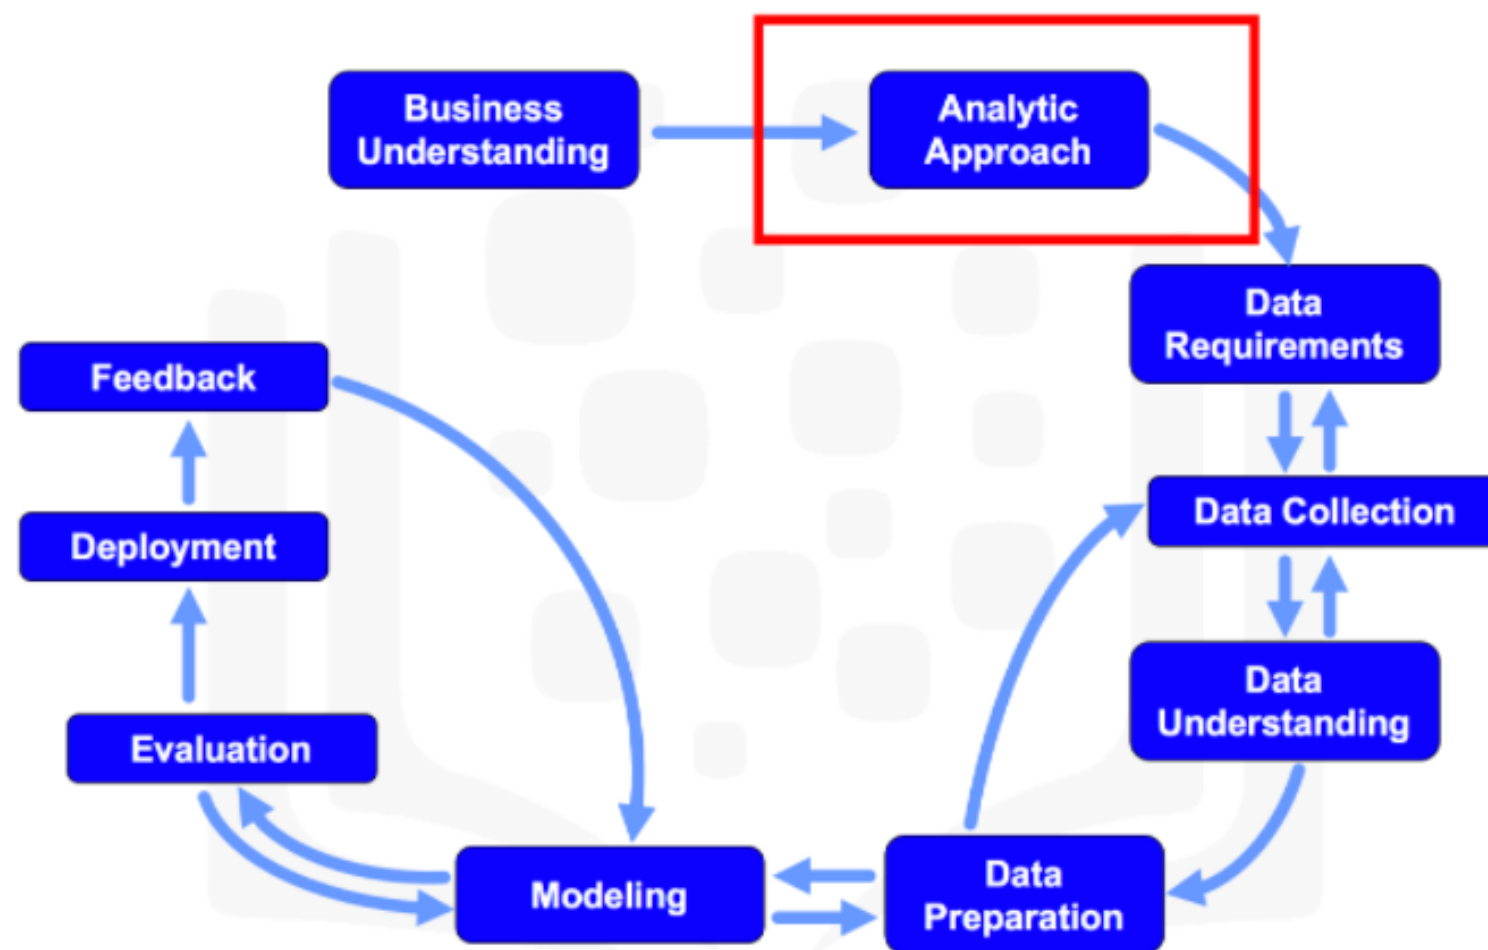 Business
Understanding
Analytic
Approach
Data
Requirements
Feedback
Data Collection
Deployment
Data
Understanding
Evaluation
Modeling
Data
Preparation